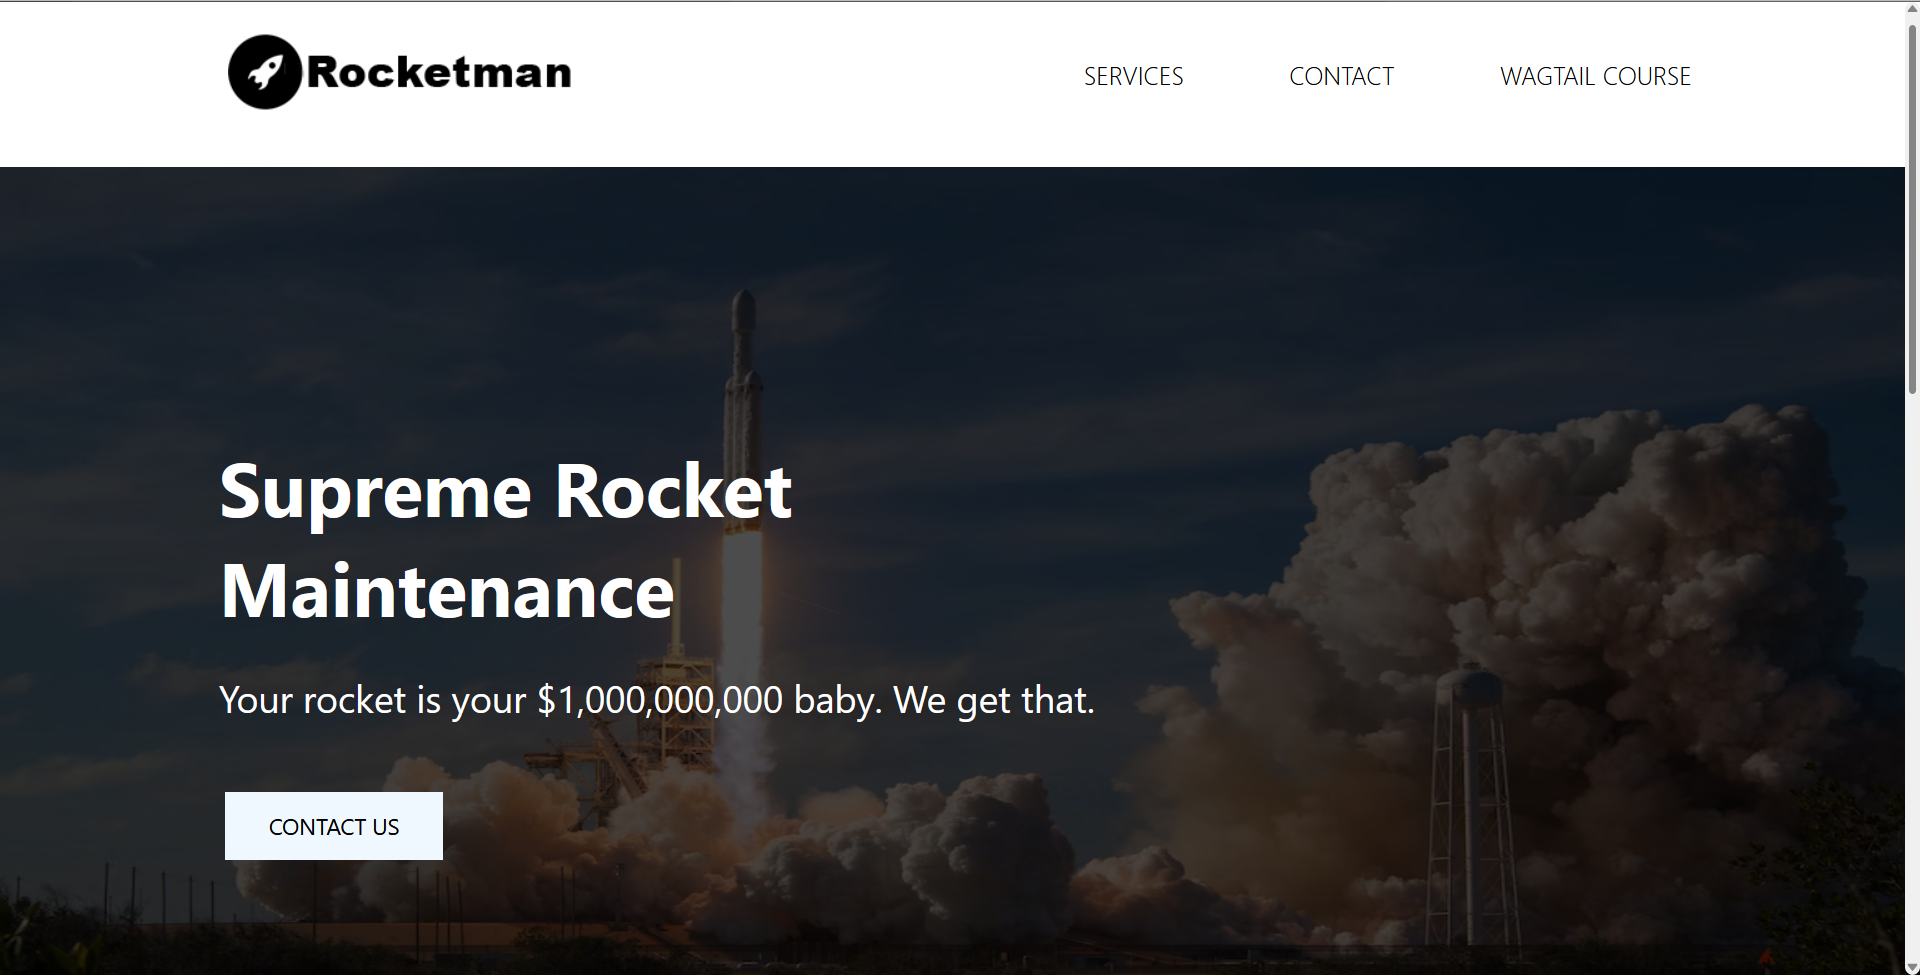 Rocketman
SERVICES
CONTACT
WAGTAIL COURSE
Supreme Rocket
Maintenance
Your rocket is your $1,000,000,000 baby. We get that.
CONTACT US